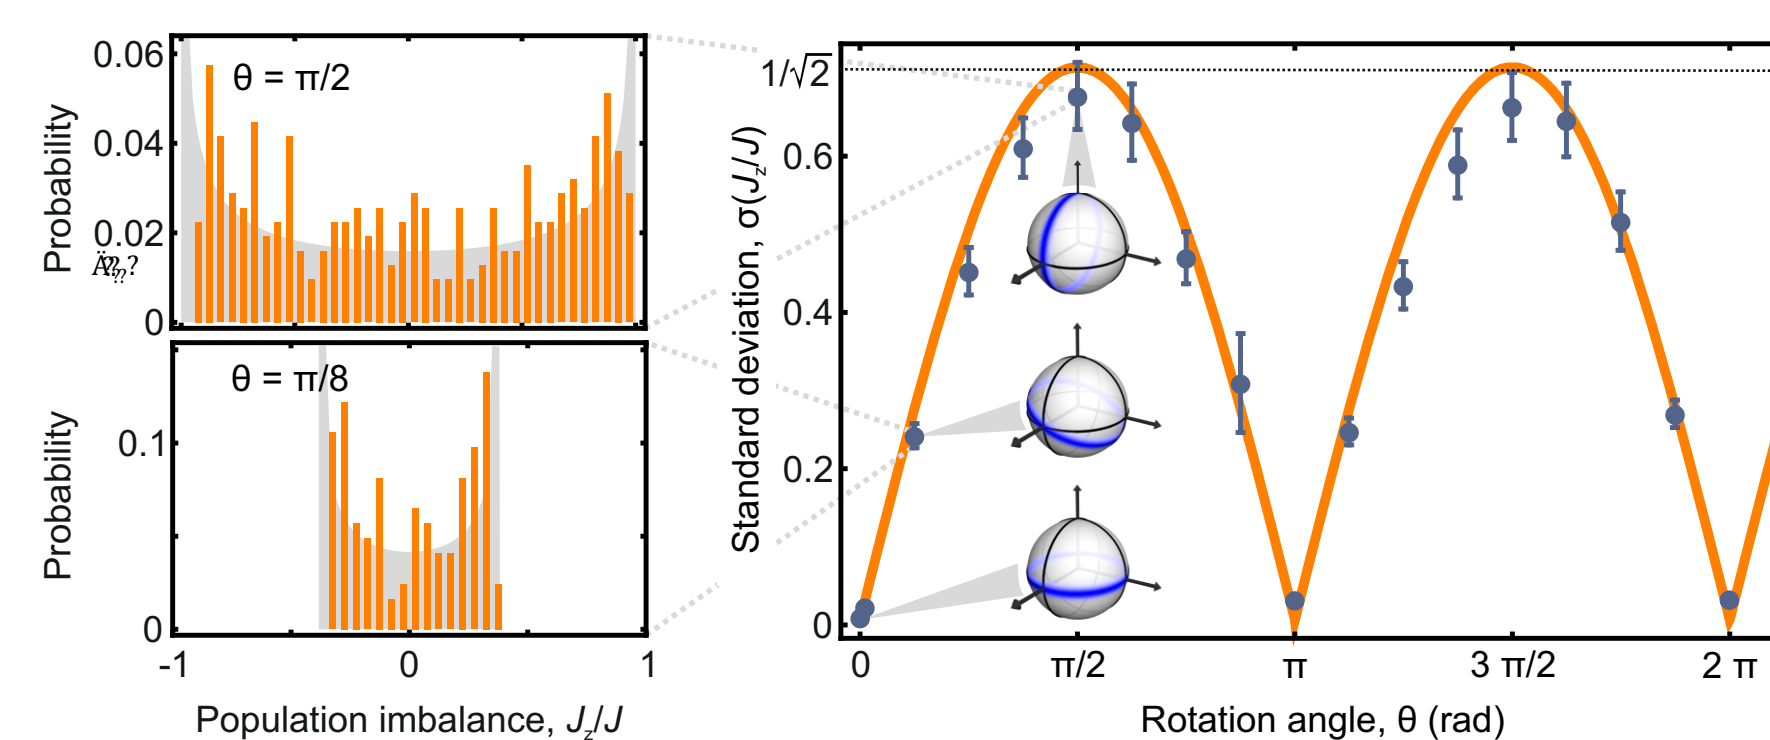 θ = π/2
0.06
0.04
0.02
0
Probability
θ = π/8
0.1
0
Probability
-1 0 1
Population imbalance, J_z/J
1/√2
0.6
0.4
0.2
0
Standard deviation, σ(J_z/J)
0 π/2 π 3 π/2 2 π
Rotation angle, θ (rad)